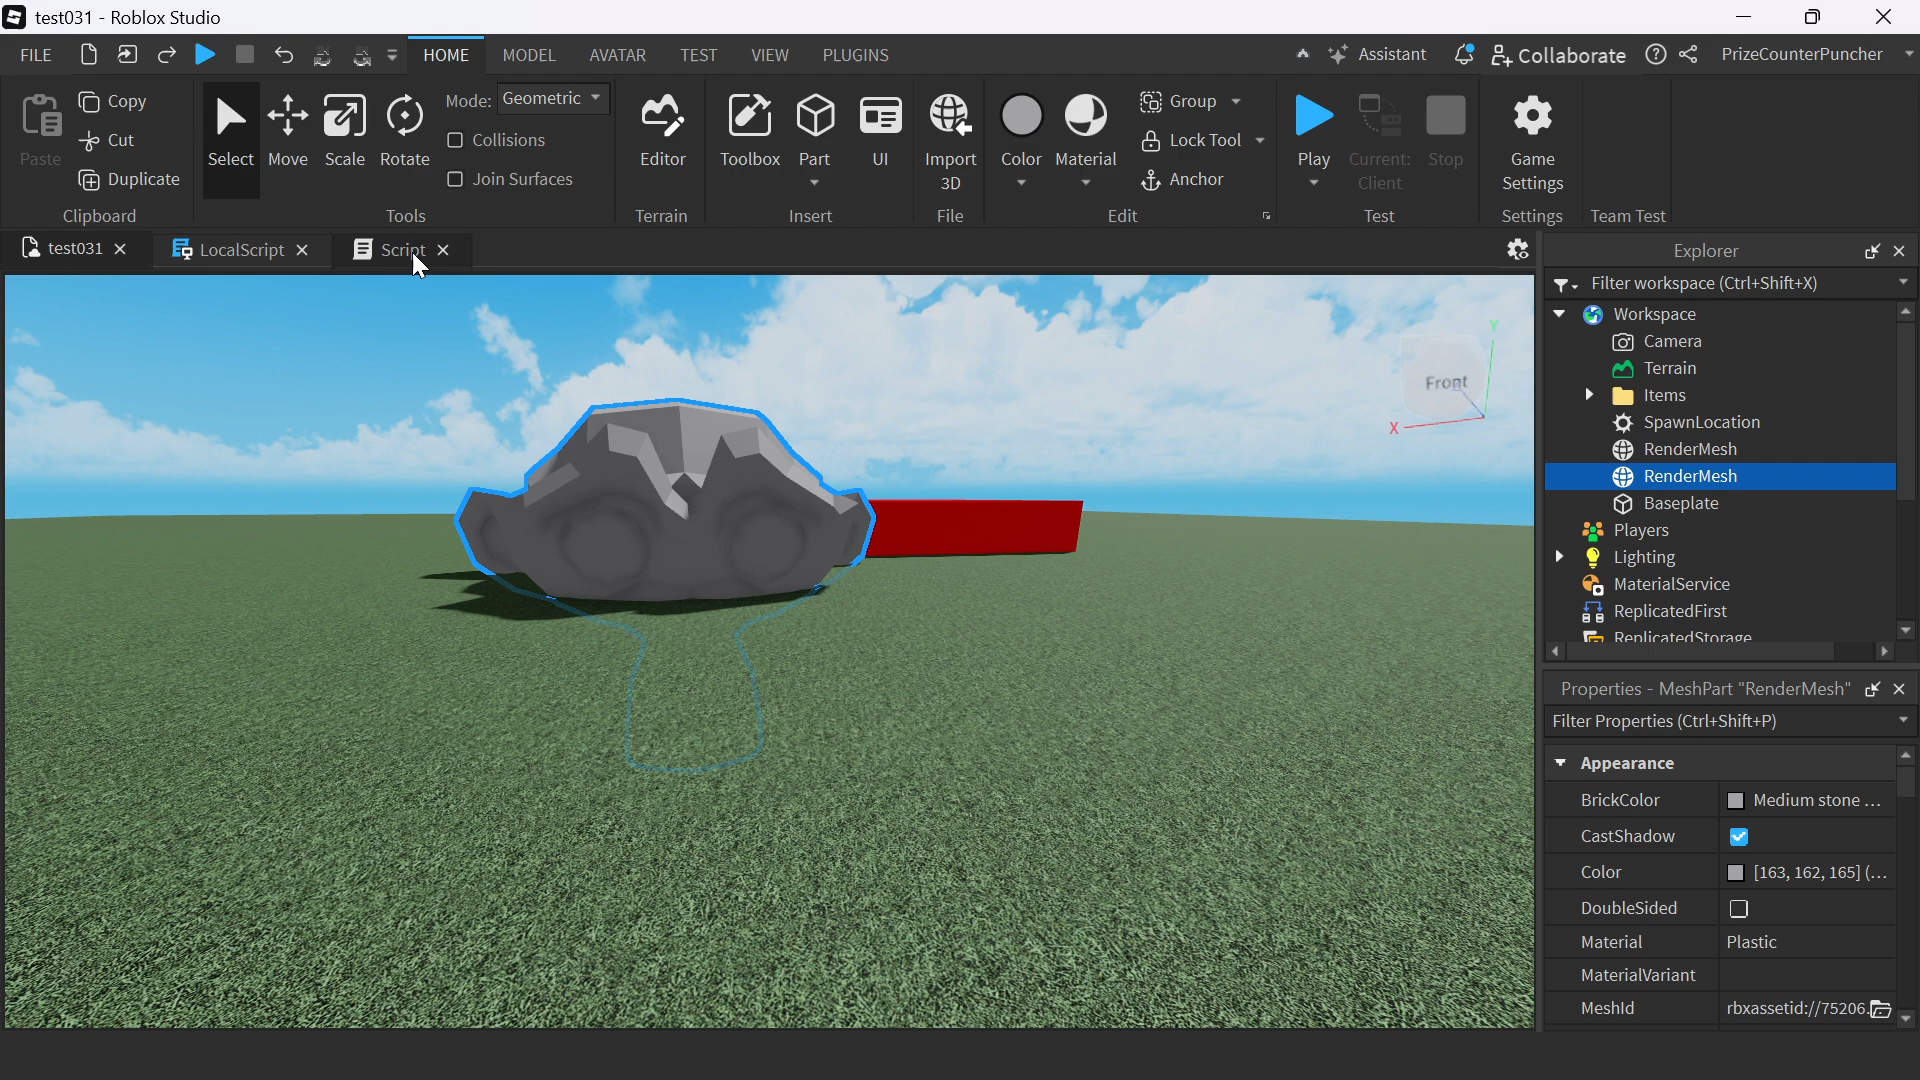 test031 - Roblox Studio
FILE HOME MODEL AVATAR TEST VIEW PLUGINS Assistant Collaborate PrizeCounterPuncher
Paste Copy Cut Duplicate Clipboard
Select Move Scale Rotate Mode: Geometric Collisions Join Surfaces Tools
Editor Terrain
Toolbox Part UI Insert
Import 3D File
Color Material Group Lock Tool Anchor Edit
Play Current: Client Stop Test
Game Settings Settings
Team Test
test031 LocalScript Script
Front
X
Y
Explorer
Filter workspace (Ctrl+Shift+X)
Workspace
Camera
Terrain
Items
SpawnLocation
RenderMesh
RenderMesh
Baseplate
Players
Lighting
MaterialService
ReplicatedFirst
ReplicatedStorage
Properties - MeshPart "RenderMesh"
Filter Properties (Ctrl+Shift+P)
Appearance
BrickColor Medium stone ...
CastShadow
Color [163, 162, 165] (...
DoubleSided
Material Plastic
MaterialVariant
MeshId rbxassetid://75206